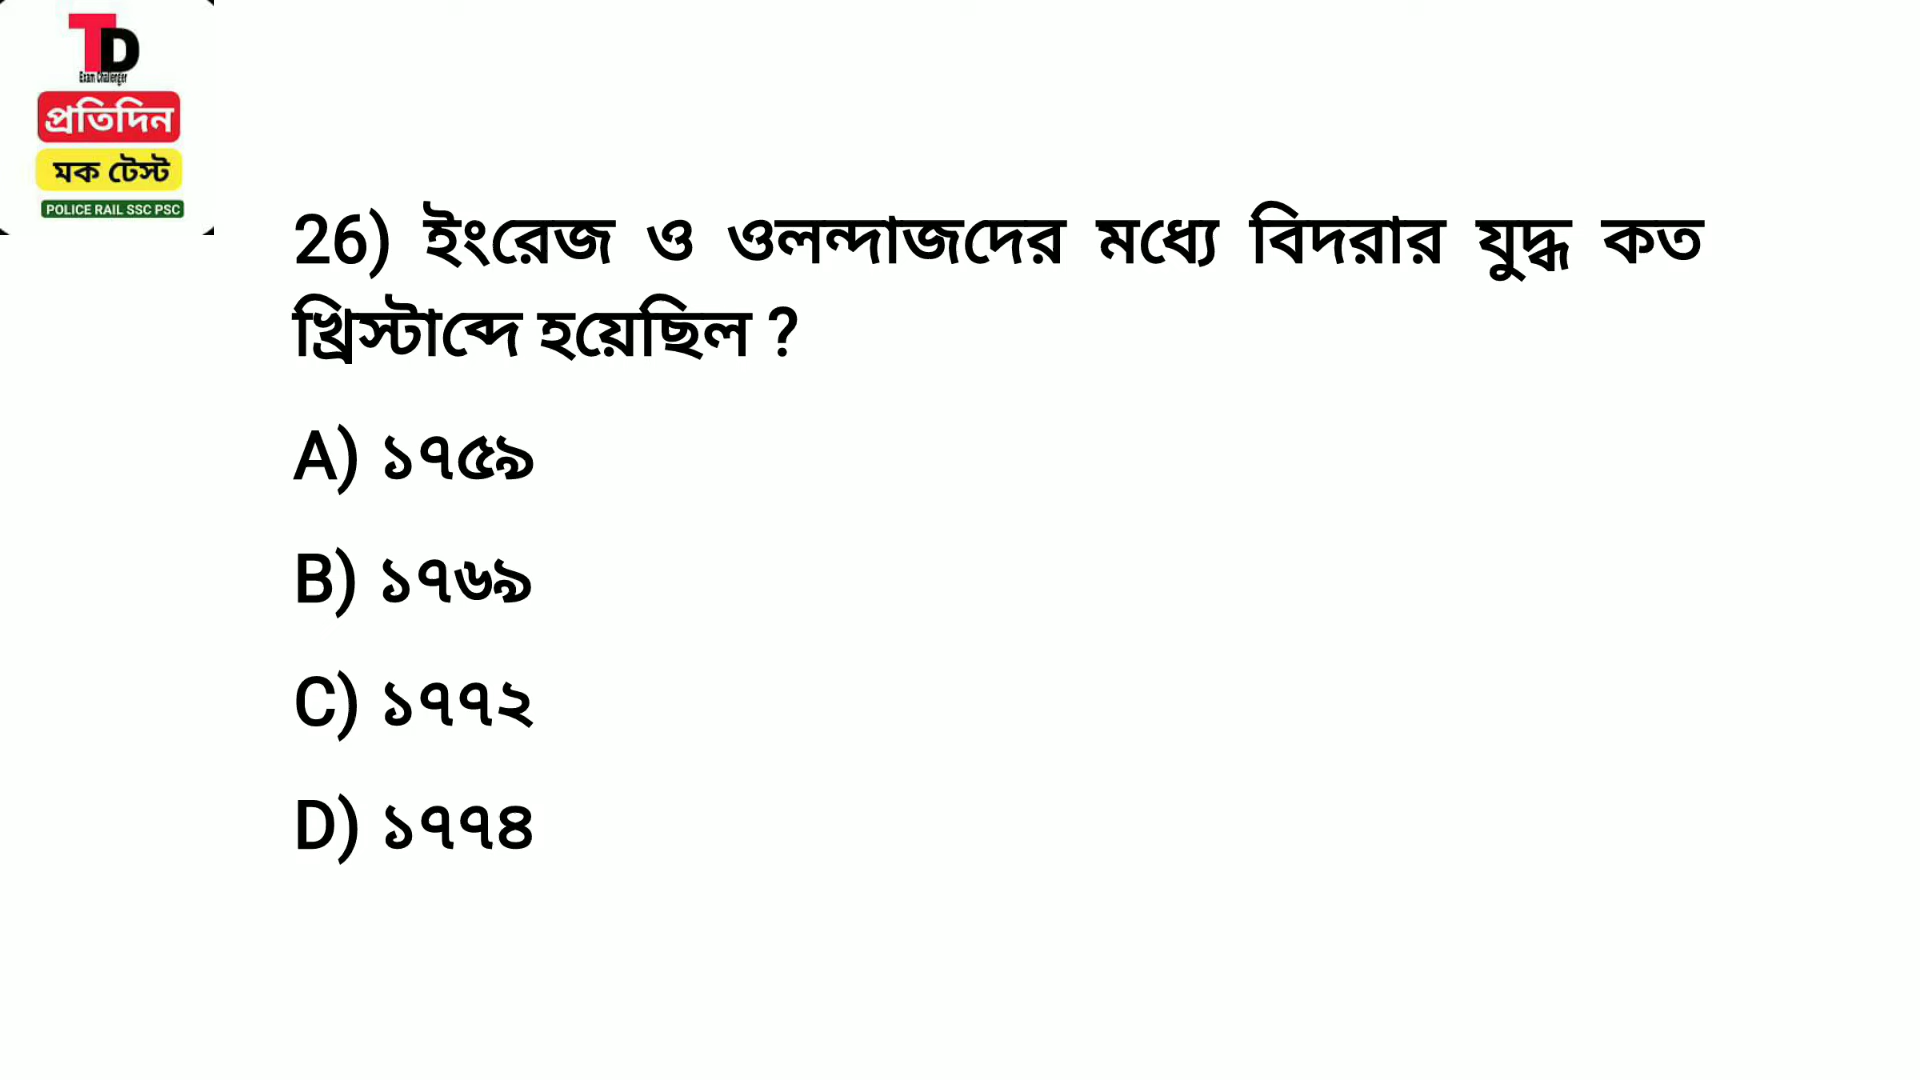 TD
Exam Challenger
প্রতিদিন
মক টেস্ট
POLICE RAIL SSC PSC
26) ইংরেজ ও ওলন্দাজদের মধ্যে বিদরার যুদ্ধ কত
খ্রিস্টাব্দে হয়েছিল ?
A) ১৭৫৯
B) ১৭৬৯
C) ১৭৭২
D) ১৭৭৪